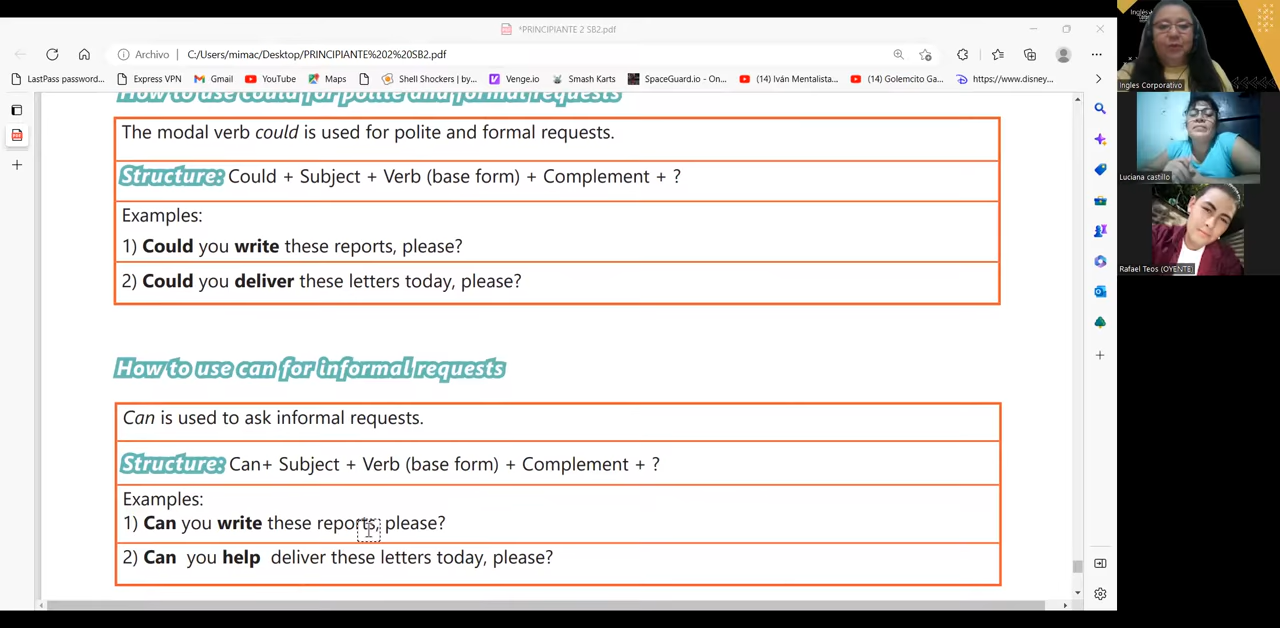 *PRINCIPIANTE 2 SB2.pdf
Archivo C:/Users/mimac/Desktop/PRINCIPIANTE%202%20SB2.pdf
LastPass password... Express VPN Gmail YouTube Maps Shell Shockers | by... Venge.io Smash Karts SpaceGuard.io - On... (14) Iván Mentalista... (14) Golemcito Ga... https://www.disney...
How to use could for polite and formal requests
The modal verb could is used for polite and formal requests.
Structure: Could + Subject + Verb (base form) + Complement + ?
Examples:
1) Could you write these reports, please?
2) Could you deliver these letters today, please?
How to use can for informal requests
Can is used to ask informal requests.
Structure: Can+ Subject + Verb (base form) + Complement + ?
Examples:
1) Can you write these reports, please?
2) Can you help deliver these letters today, please?
Ingles Corporativo
Luciana castillo
Rafael Teos (OYENTE)